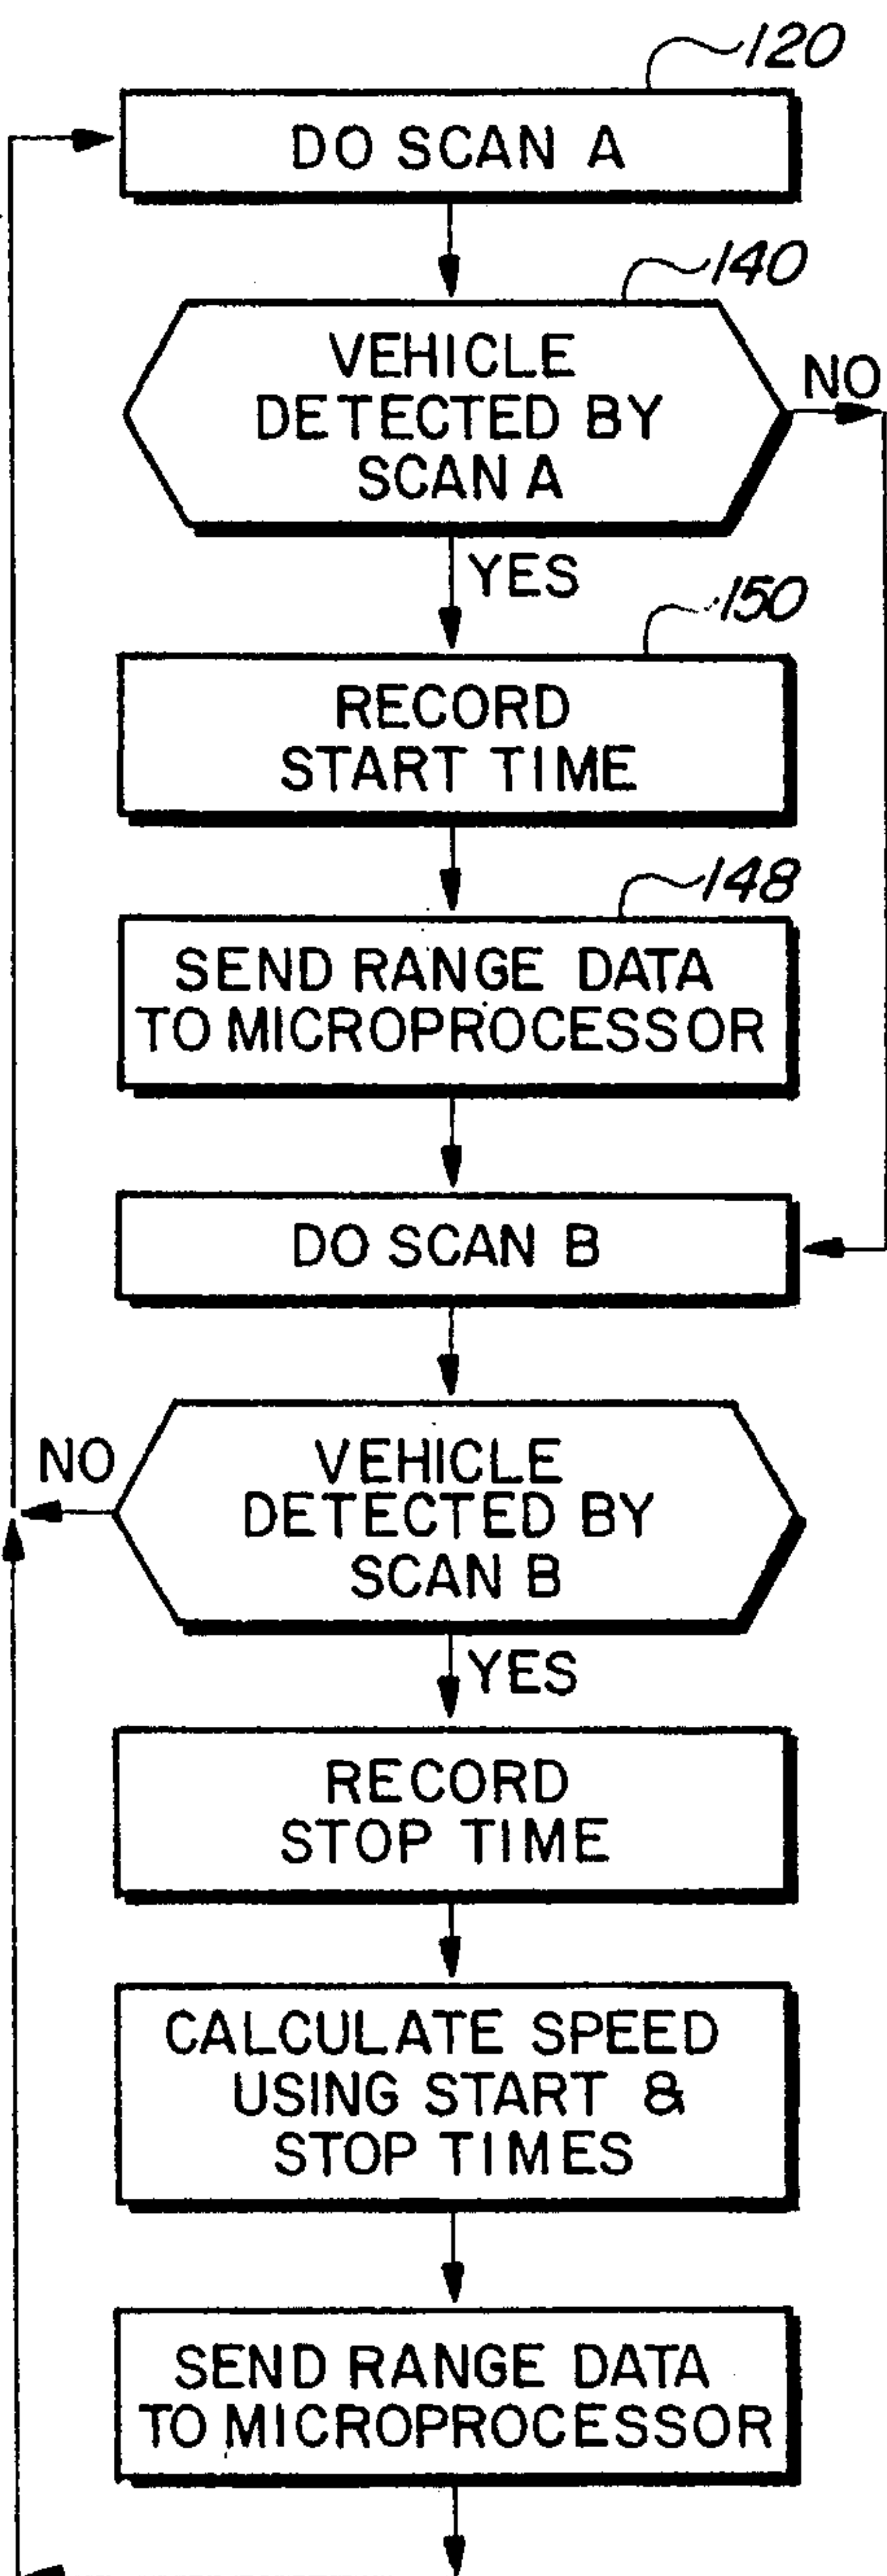 120
DO SCAN A
140
VEHICLE
DETECTED BY
SCAN A
NO
YES
150
RECORD
START TIME
148
SEND RANGE DATA
TO MICROPROCESSOR
DO SCAN B
VEHICLE
DETECTED BY
SCAN B
NO
YES
RECORD
STOP TIME
CALCULATE SPEED
USING START &
STOP TIMES
SEND RANGE DATA
TO MICROPROCESSOR